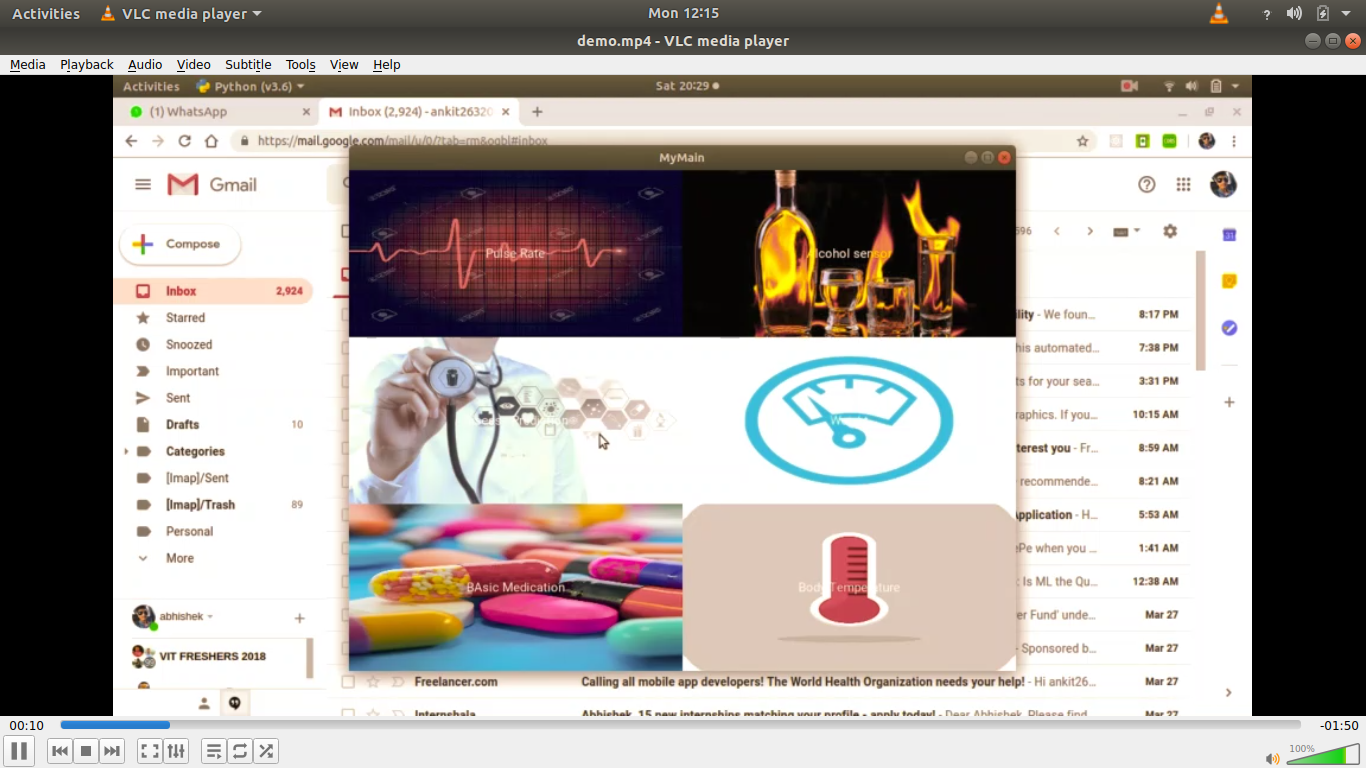 Activities VLC media player Mon 12:15 ?
demo.mp4 - VLC media player
Media Playback Audio Video Subtitle Tools View Help
Activities Python (v3.6) Sat 20:29
(1) WhatsApp Inbox (2,924) - ankit26320
https://mail.google.com/mail/u/0/?tab=rm&ogbl#inbox
MyMain
Gmail
Compose
Pulse Rate
Alcohol sensor
Inbox 2,924
Starred
Snoozed
Important
Sent
Drafts 10
Categories
[Imap]/Sent
[Imap]/Trash 89
Personal
More
abhishek
VIT FRESHERS 2018
BAsic Medication
Body Temperature
596
31
ility - We foun... 8:17 PM
his automated... 7:38 PM
ts for your sea... 3:31 PM
raphics. If you... 10:15 AM
terest you - Fr... 8:59 AM
recommende... 8:21 AM
Application - H... 5:53 AM
ePe when you ... 1:41 AM
Is ML the Qu... 12:38 AM
er Fund' unde... Mar 27
- Sponsored b... Mar 27
Freelancer.com Calling all mobile app developers! The World Health Organization needs your help! - Hi ankit26... Mar 27
Internshala Abhishek, 15 new internships matching your profile - apply today! - Dear Abhishek, Please find Mar 27
00:10 -01:50
100%